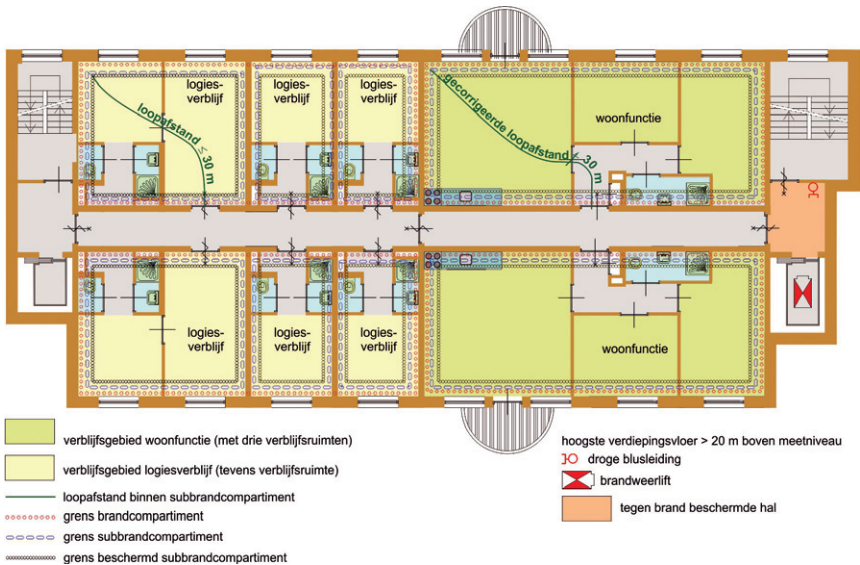 logies-
verblijf
logies-
verblijf
logies-
verblijf
loopafstand ≤ 30 m
gecorrigeerde loopafstand ≤ 30 m
woonfunctie
logies-
verblijf
logies-
verblijf
logies-
verblijf
woonfunctie
verblijfsgebied woonfunctie (met drie verblijfsruimten)
verblijfsgebied logiesverblijf (tevens verblijfsruimte)
loopafstand binnen subbrandcompartiment
grens brandcompartiment
grens subbrandcompartiment
grens beschermd subbrandcompartiment
hoogste verdiepingsvloer > 20 m boven meetniveau
droge blusleiding
brandweerlift
tegen brand beschermde hal